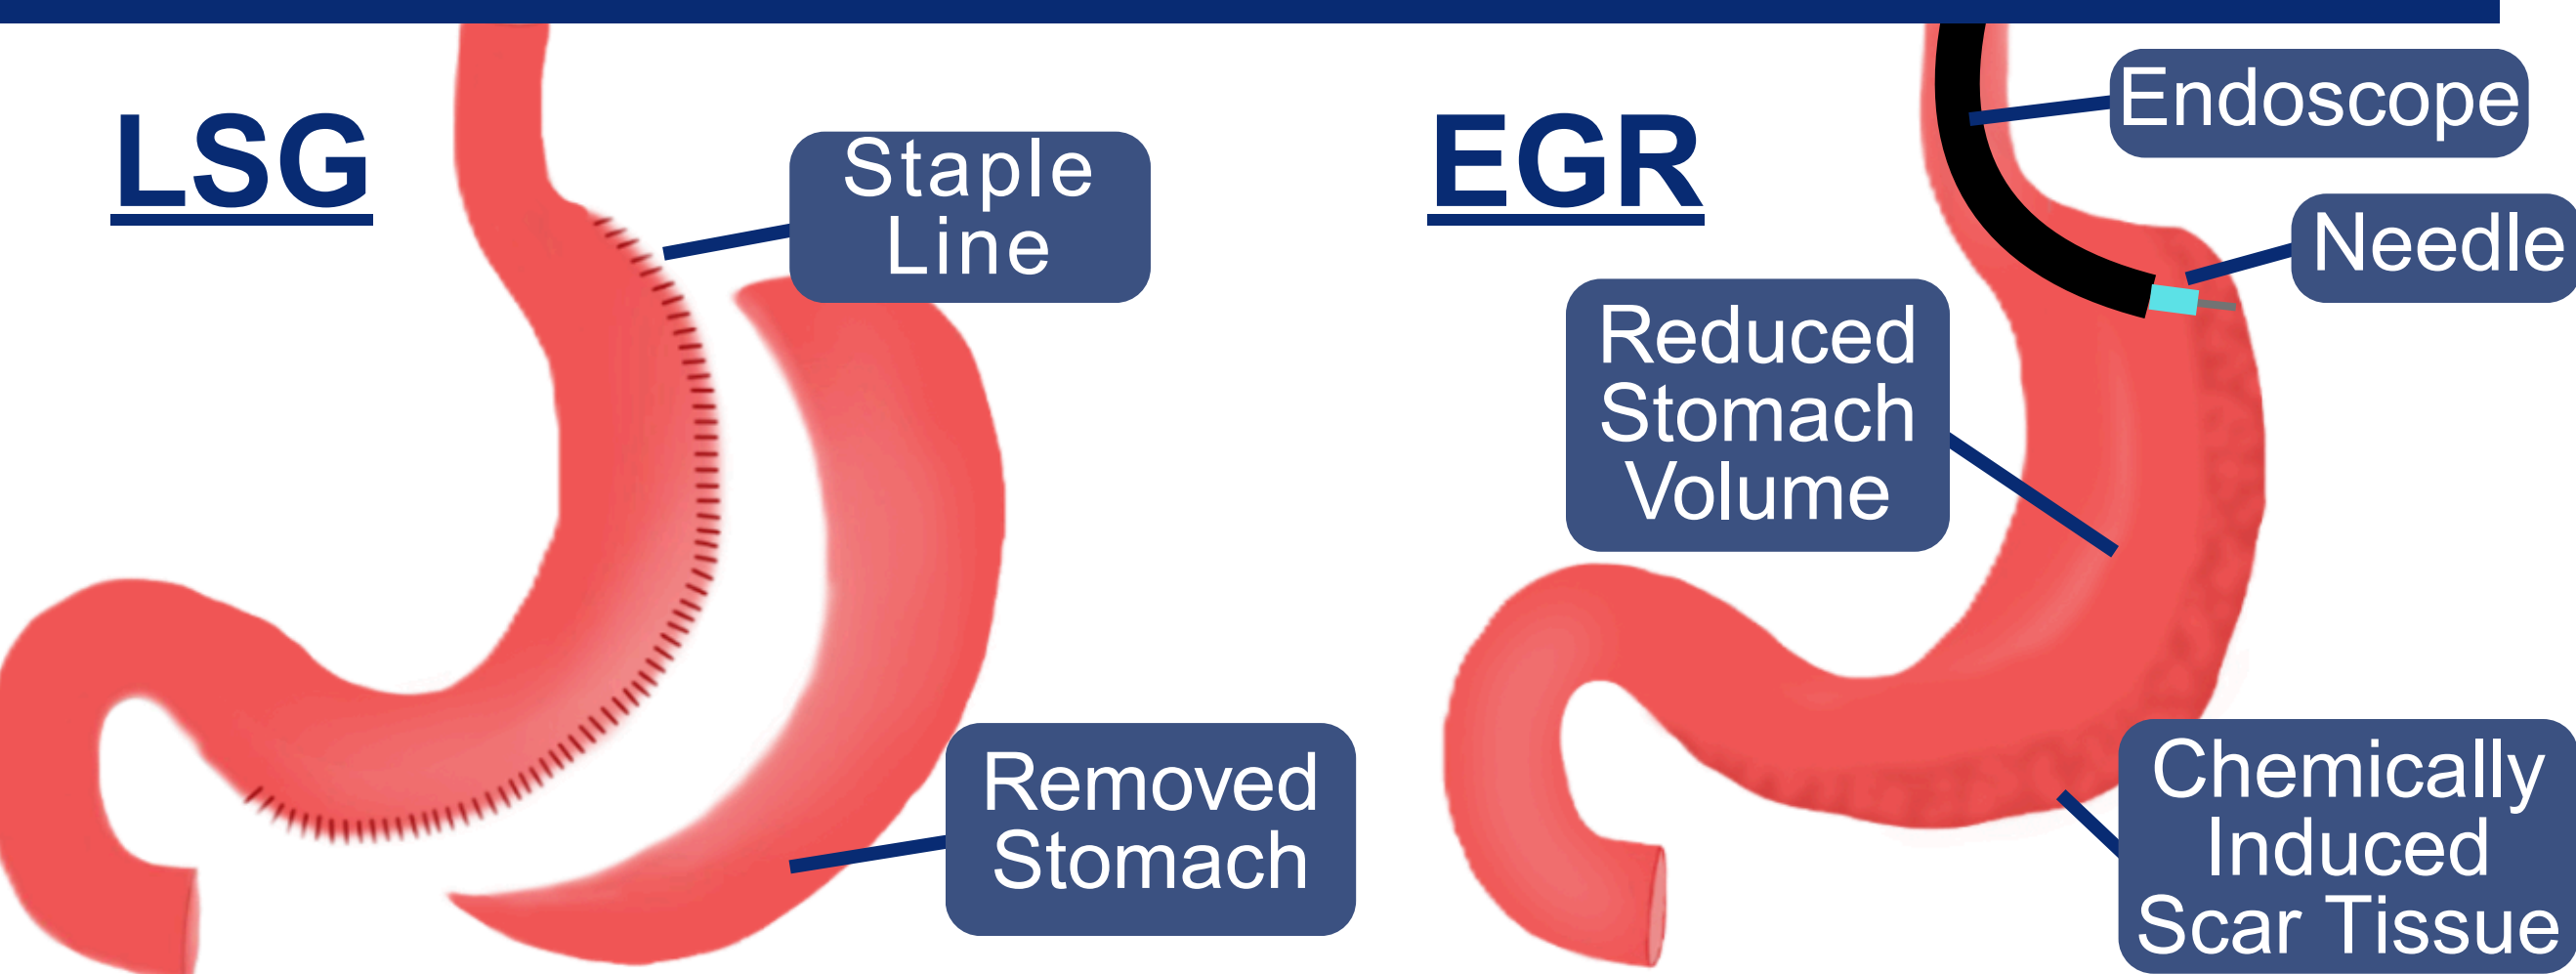 LSG
Staple
Line
Removed
Stomach
EGR
Endoscope
Needle
Reduced
Stomach
Volume
Chemically
Induced
Scar Tissue